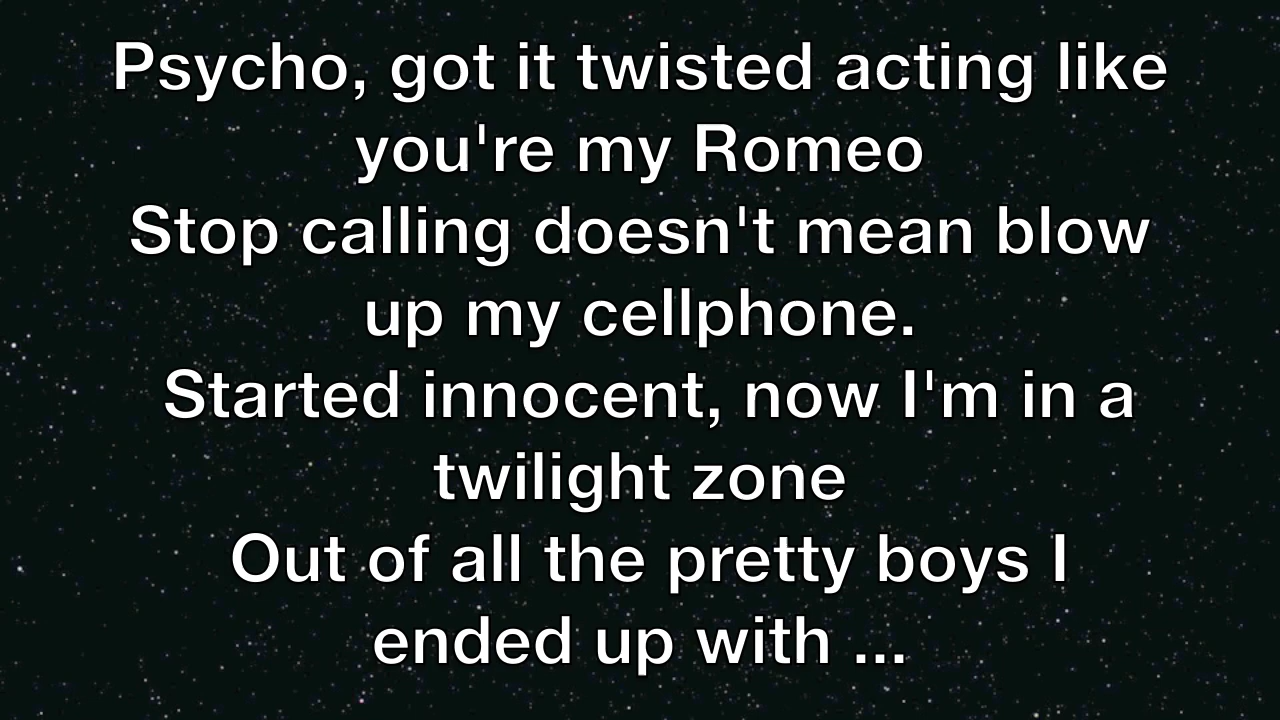 Psycho, got it twisted acting like
you're my Romeo
Stop calling doesn't mean blow
up my cellphone.
Started innocent, now I'm in a
twilight zone
Out of all the pretty boys I
ended up with ...